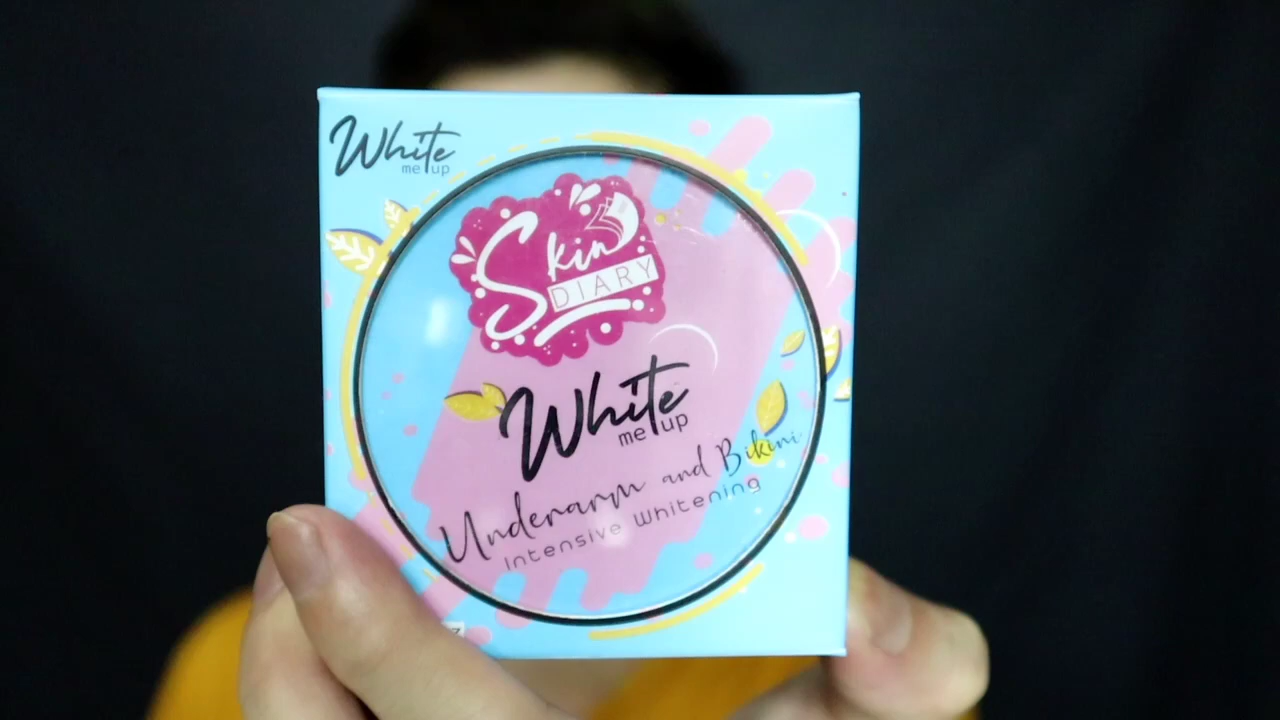 White
me up
Skin
DIARY
White
me up
Underarm and Bikini
Intensive Whitening